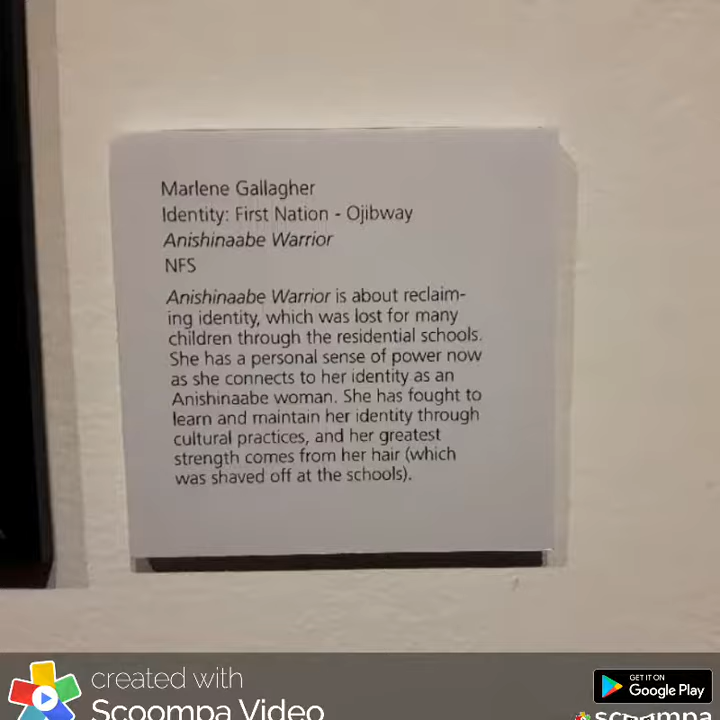 Marlene Gallagher
Identity: First Nation - Ojibway
Anishinaabe Warrior
NFS
Anishinaabe Warrior is about reclaim-
ing identity, which was lost for many
children through the residential schools.
She has a personal sense of power now
as she connects to her identity as an
Anishinaabe woman. She has fought to
learn and maintain her identity through
cultural practices, and her greatest
strength comes from her hair (which
was shaved off at the schools).
created with
Scoompa Video
GET IT ON
Google Play
scoompa